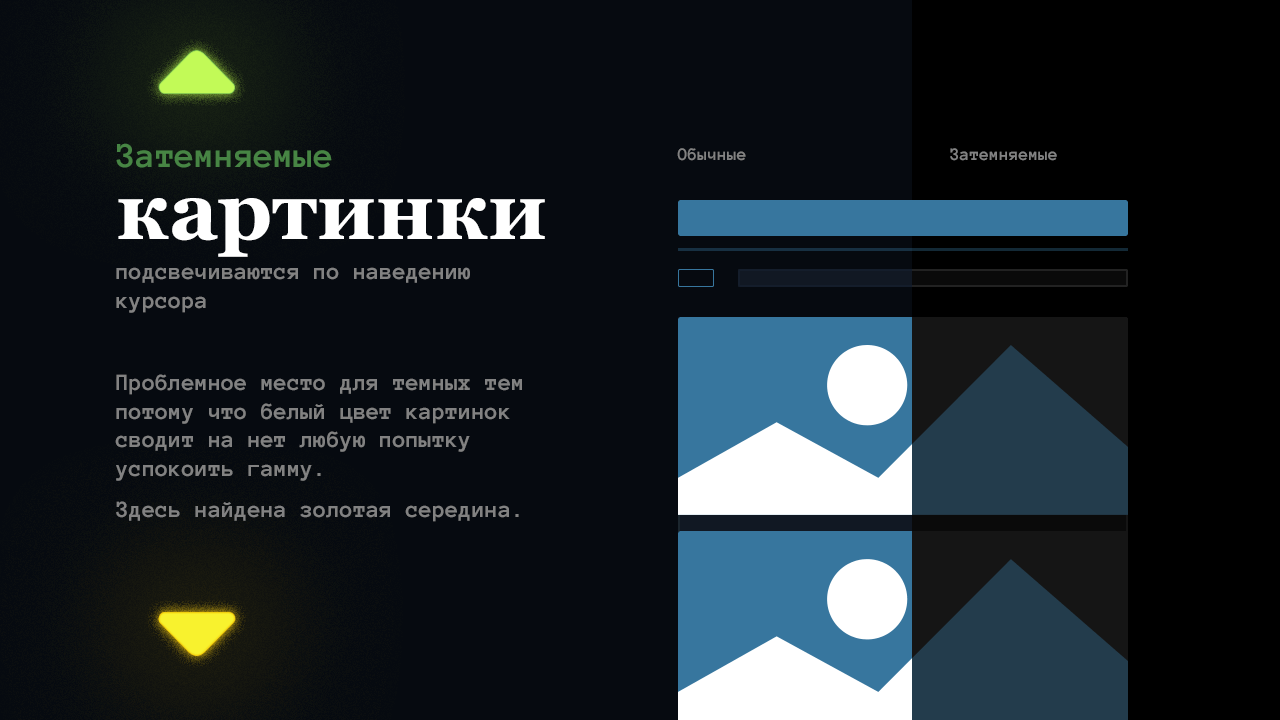 Затемняемые
картинки
подсвечиваются по наведению
курсора
Проблемное место для темных тем
потому что белый цвет картинок
сводит на нет любую попытку
успокоить гамму.
Здесь найдена золотая середина.
Обычные
Затемняемые